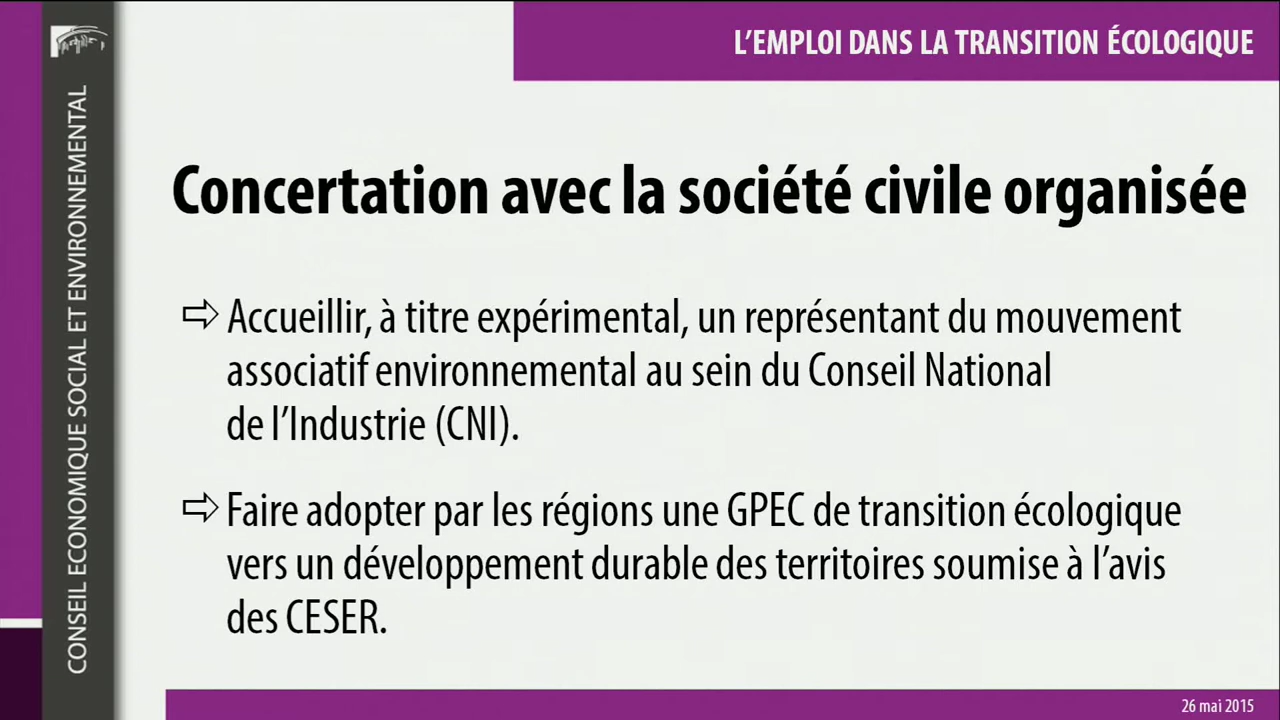 L'EMPLOI DANS LA TRANSITION ÉCOLOGIQUE
CONSEIL ECONOMIQUE SOCIAL ET ENVIRONNEMENTAL
Concertation avec la société civile organisée
⇨ Accueillir, à titre expérimental, un représentant du mouvement
associatif environnemental au sein du Conseil National
de l'Industrie (CNI).
⇨ Faire adopter par les régions une GPEC de transition écologique
vers un développement durable des territoires soumise à l'avis
des CESER.
26 mai 2015